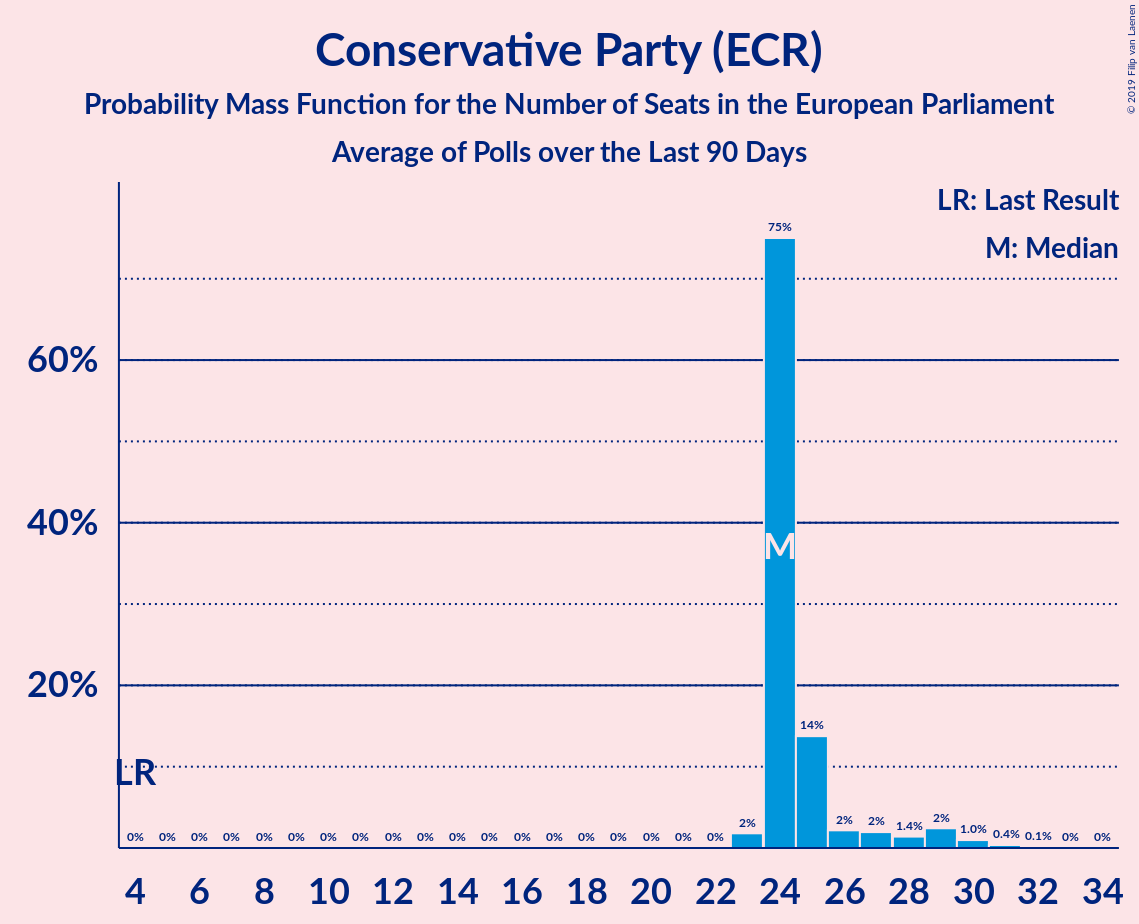 © 2019 Filip van Laenen
Conservative Party (ECR)
Probability Mass Function for the Number of Seats in the European Parliament
Average of Polls over the Last 90 Days
LR: Last Result
M: Median
75%
60%
40%
M
20%
14%
LR
0% 0% 0% 0% 0% 0% 0% 0% 0% 0% 0% 0% 0% 0% 0% 0% 0% 0% 0% 2% 2% 2% 1.4% 2% 1.0% 0.4% 0.1% 0% 0%
4 6 8 10 12 14 16 18 20 22 24 26 28 30 32 34